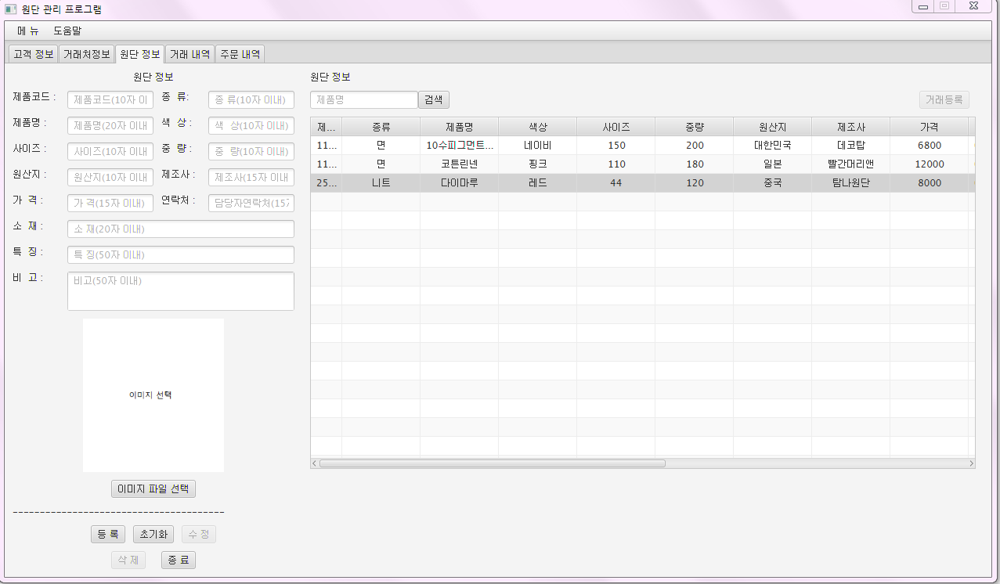 원단 관리 프로그램
메 뉴 도움말
고객 정보 거래처정보 원단 정보 거래 내역 주문 내역
원단 정보
제품코드 : 제품코드(10자 이 종 류: 종 류(10자 이내)
제품명 : 제품명(20자 이내 색 상 : 색 상(10자 이내)
사이즈 : 사이즈(10자 이내 중 량 : 중 량(10자 이내)
원산지 : 원산지(10자 이내 제조사 : 제조사(15자 이내
가 격 : 가 격(15자 이내) 연락처 : 담당자연락처(15
소 재 : 소 재(20자 이내)
특 징 : 특 징(50자 이내)
비 고 : 비고(50자 이내)
이미지 선택
이미지 파일 선택
---------------------------------------
등 록 초기화 수 정
삭 제 종 료
원단 정보
제품명 검색 거래등록
제... 종류 제품명 색상 사이즈 중량 원산지 제조사 가격
11... 면 10수피그먼트... 네이비 150 200 대한민국 데코탑 6800
11... 면 코튼린넨 핑크 110 180 일본 빨간머리앤 12000
25... 니트 다이마루 레드 44 120 중국 탐나원단 8000